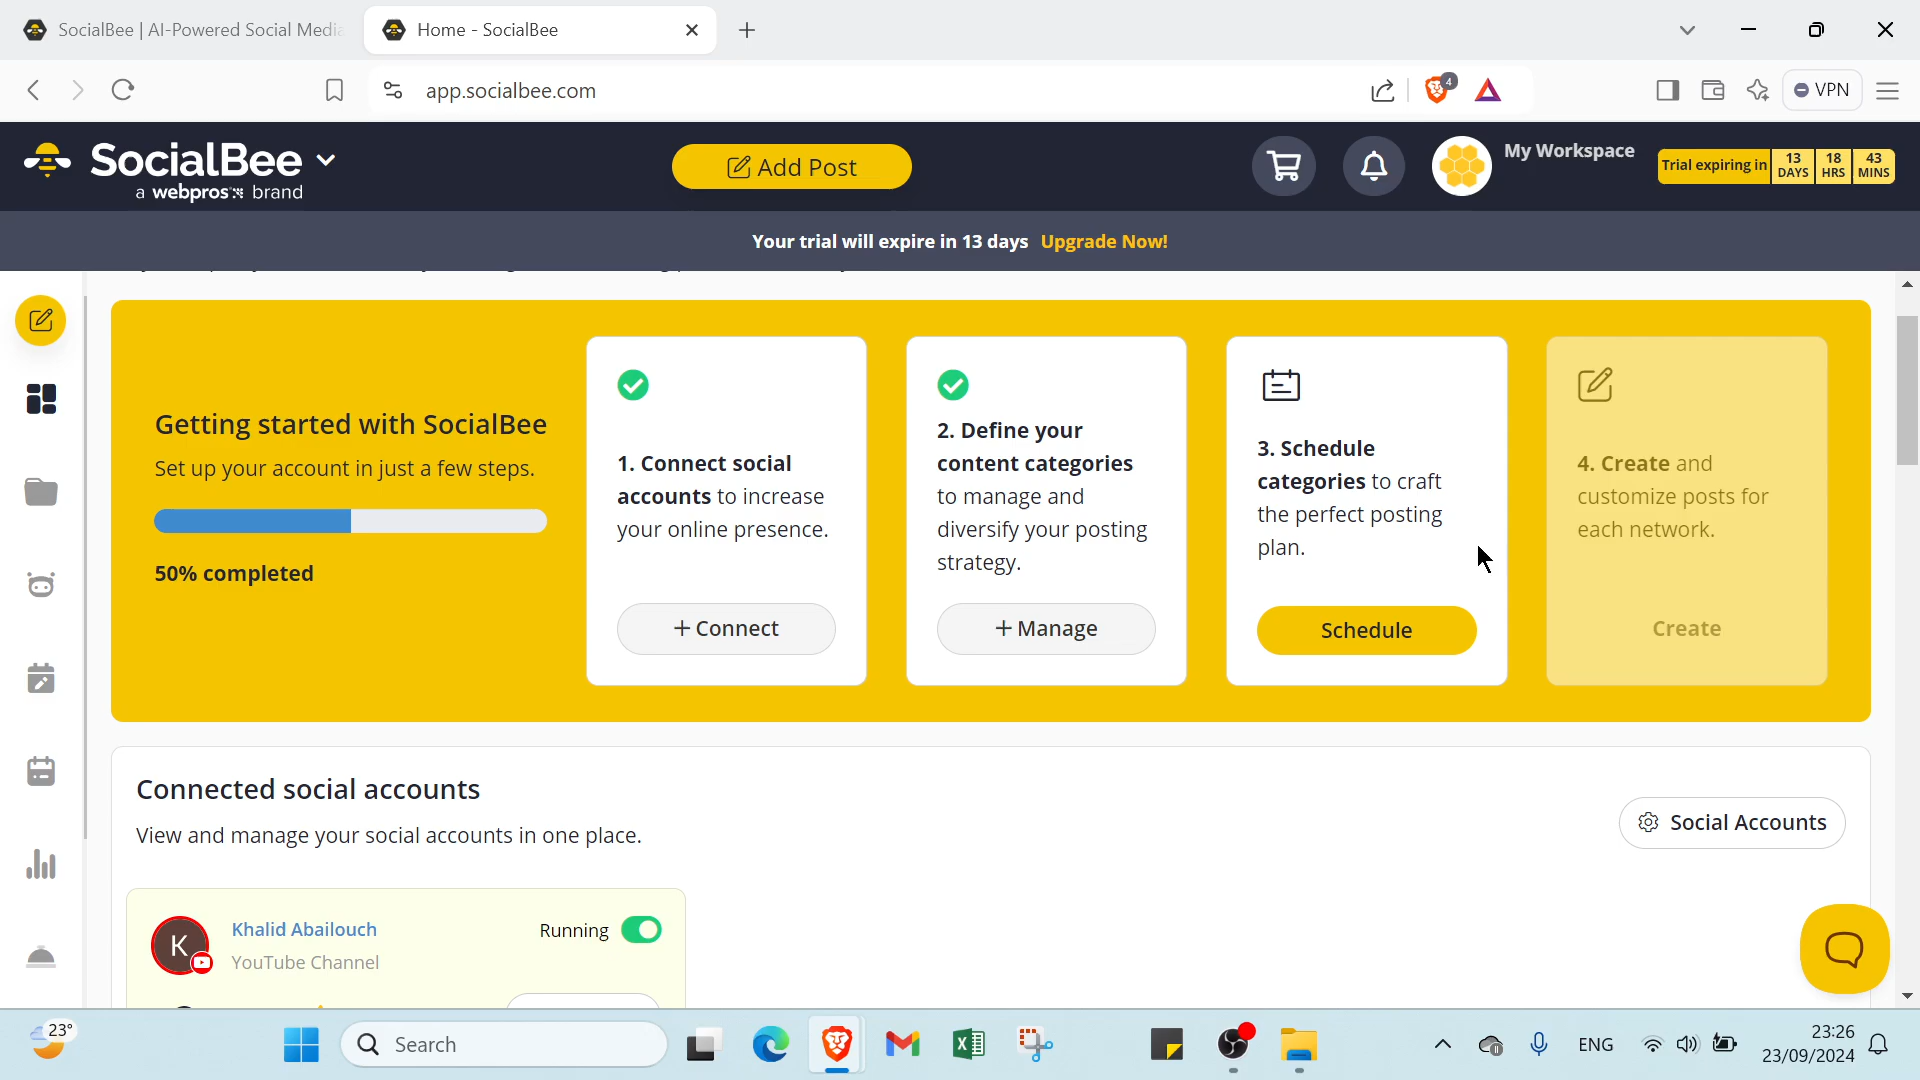 SocialBee | AI-Powered Social Media
Home - SocialBee
app.socialbee.com
4
VPN
SocialBee
a webpros brand
Add Post
My Workspace
Trial expiring in
13 DAYS
18 HRS
43 MINS
Your trial will expire in 13 days Upgrade Now!
Getting started with SocialBee
Set up your account in just a few steps.
50% completed
1. Connect social
accounts to increase
your online presence.
+ Connect
2. Define your
content categories
to manage and
diversify your posting
strategy.
+ Manage
3. Schedule
categories to craft
the perfect posting
plan.
Schedule
4. Create and
customize posts for
each network.
Create
Connected social accounts
View and manage your social accounts in one place.
Social Accounts
K
Khalid Abailouch
YouTube Channel
Running
23°
Search
ENG
23:26
23/09/2024